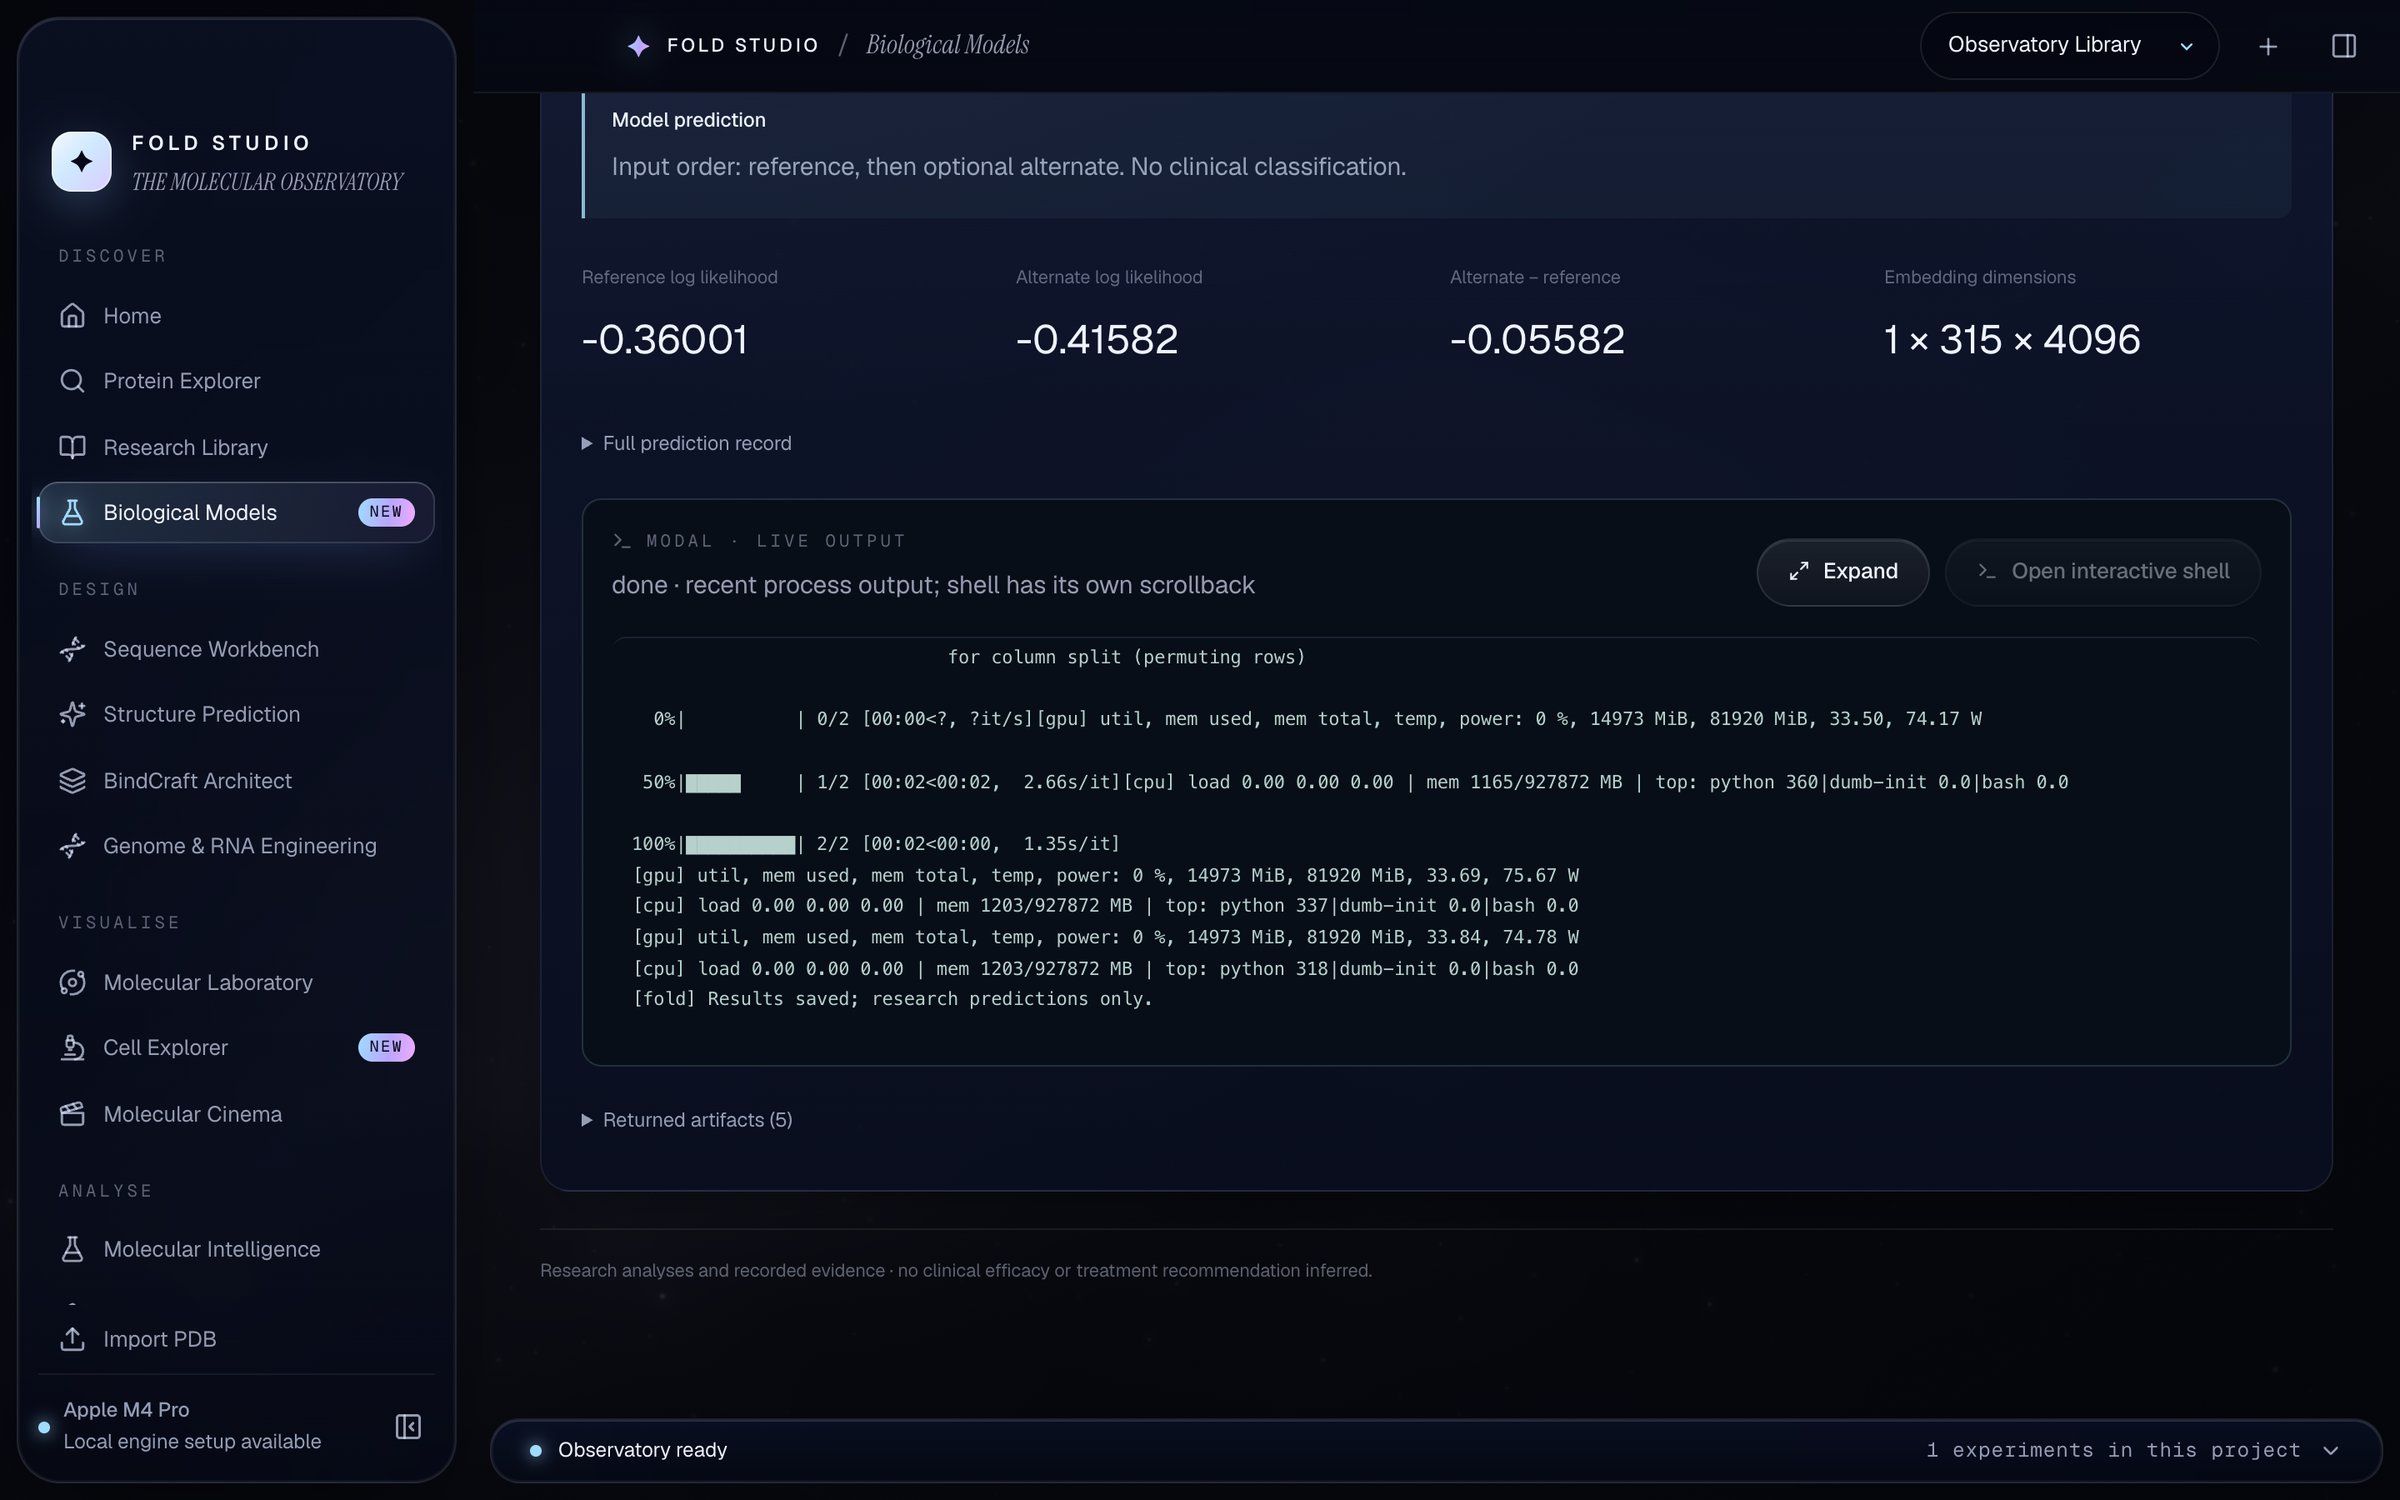 FOLD STUDIO
THE MOLECULAR OBSERVATORY
DISCOVER
Home
Protein Explorer
Research Library
Biological Models NEW
DESIGN
Sequence Workbench
Structure Prediction
BindCraft Architect
Genome & RNA Engineering
VISUALISE
Molecular Laboratory
Cell Explorer NEW
Molecular Cinema
ANALYSE
Molecular Intelligence
Import PDB
Apple M4 Pro
Local engine setup available
FOLD STUDIO / Biological Models
Observatory Library
Model prediction
Input order: reference, then optional alternate. No clinical classification.
Reference log likelihood
-0.36001
Alternate log likelihood
-0.41582
Alternate – reference
-0.05582
Embedding dimensions
1 × 315 × 4096
Full prediction record
MODAL · LIVE OUTPUT
done · recent process output; shell has its own scrollback
Expand
Open interactive shell
for column split (permuting rows)
0%| | 0/2 [00:00<?, ?it/s][gpu] util, mem used, mem total, temp, power: 0 %, 14973 MiB, 81920 MiB, 33.50, 74.17 W
50%|█████ | 1/2 [00:02<00:02, 2.66s/it][cpu] load 0.00 0.00 0.00 | mem 1165/927872 MB | top: python 360|dumb-init 0.0|bash 0.0
100%|██████████| 2/2 [00:02<00:00, 1.35s/it]
[gpu] util, mem used, mem total, temp, power: 0 %, 14973 MiB, 81920 MiB, 33.69, 75.67 W
[cpu] load 0.00 0.00 0.00 | mem 1203/927872 MB | top: python 337|dumb-init 0.0|bash 0.0
[gpu] util, mem used, mem total, temp, power: 0 %, 14973 MiB, 81920 MiB, 33.84, 74.78 W
[cpu] load 0.00 0.00 0.00 | mem 1203/927872 MB | top: python 318|dumb-init 0.0|bash 0.0
[fold] Results saved; research predictions only.
Returned artifacts (5)
Research analyses and recorded evidence · no clinical efficacy or treatment recommendation inferred.
Observatory ready
1 experiments in this project